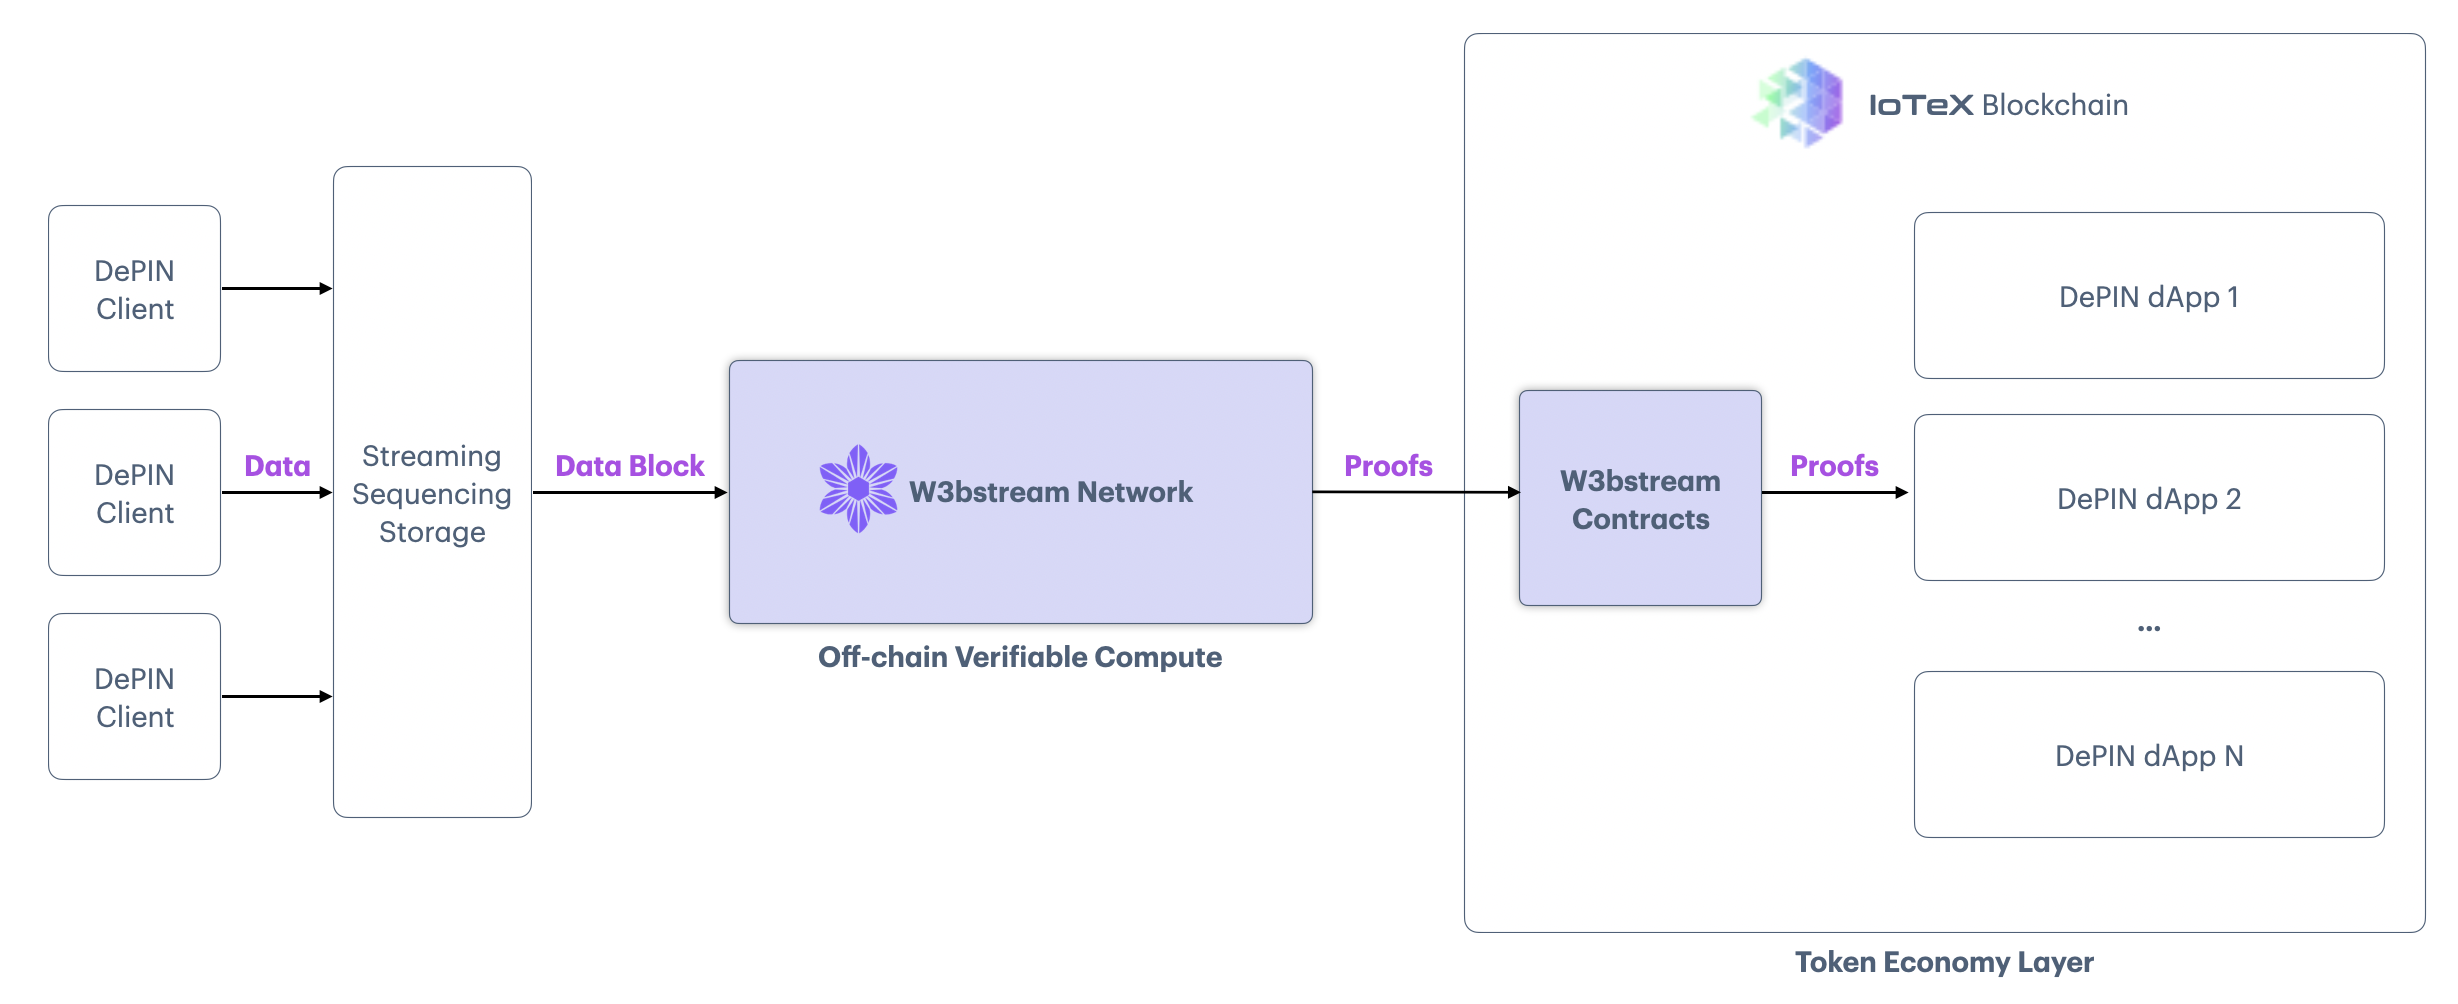 IoTeX Blockchain
DePIN
Client
DePIN
Client
DePIN
Client
Data
Streaming
Sequencing
Storage
Data Block
W3bstream Network
Off-chain Verifiable Compute
Proofs
W3bstream
Contracts
Proofs
DePIN dApp 1
DePIN dApp 2
...
DePIN dApp N
Token Economy Layer